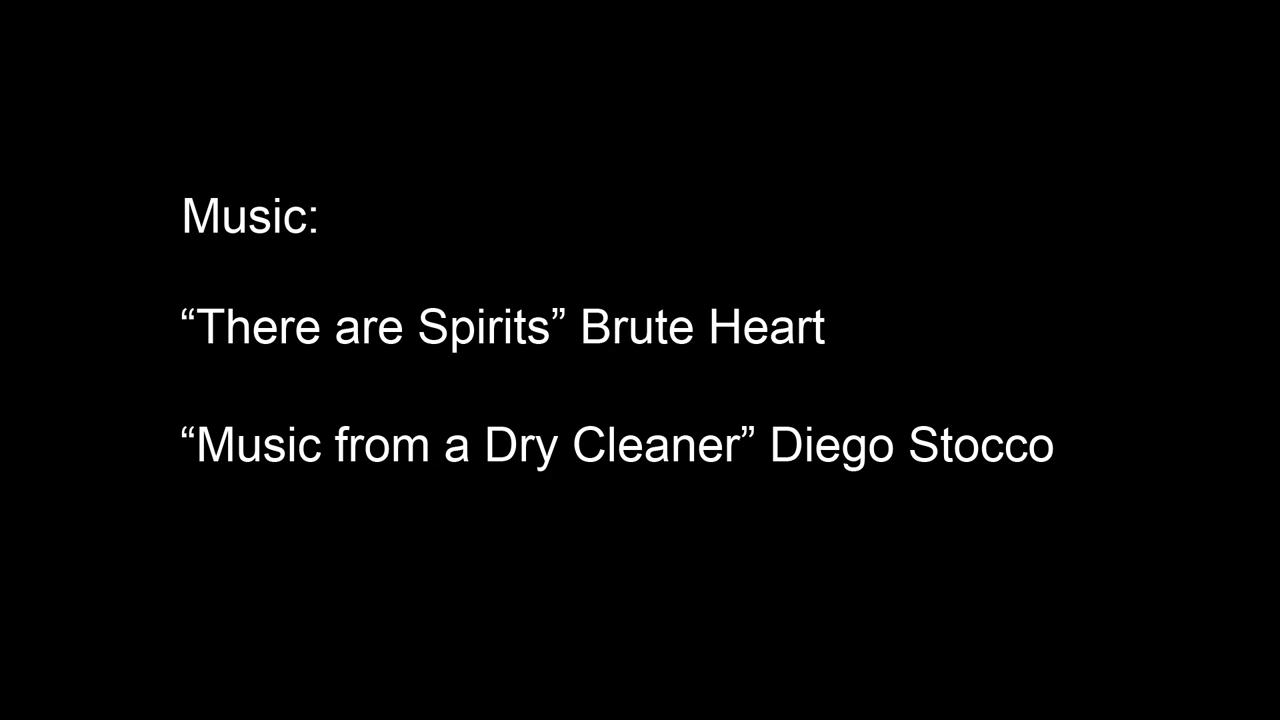 Music:
“There are Spirits” Brute Heart
“Music from a Dry Cleaner” Diego Stocco